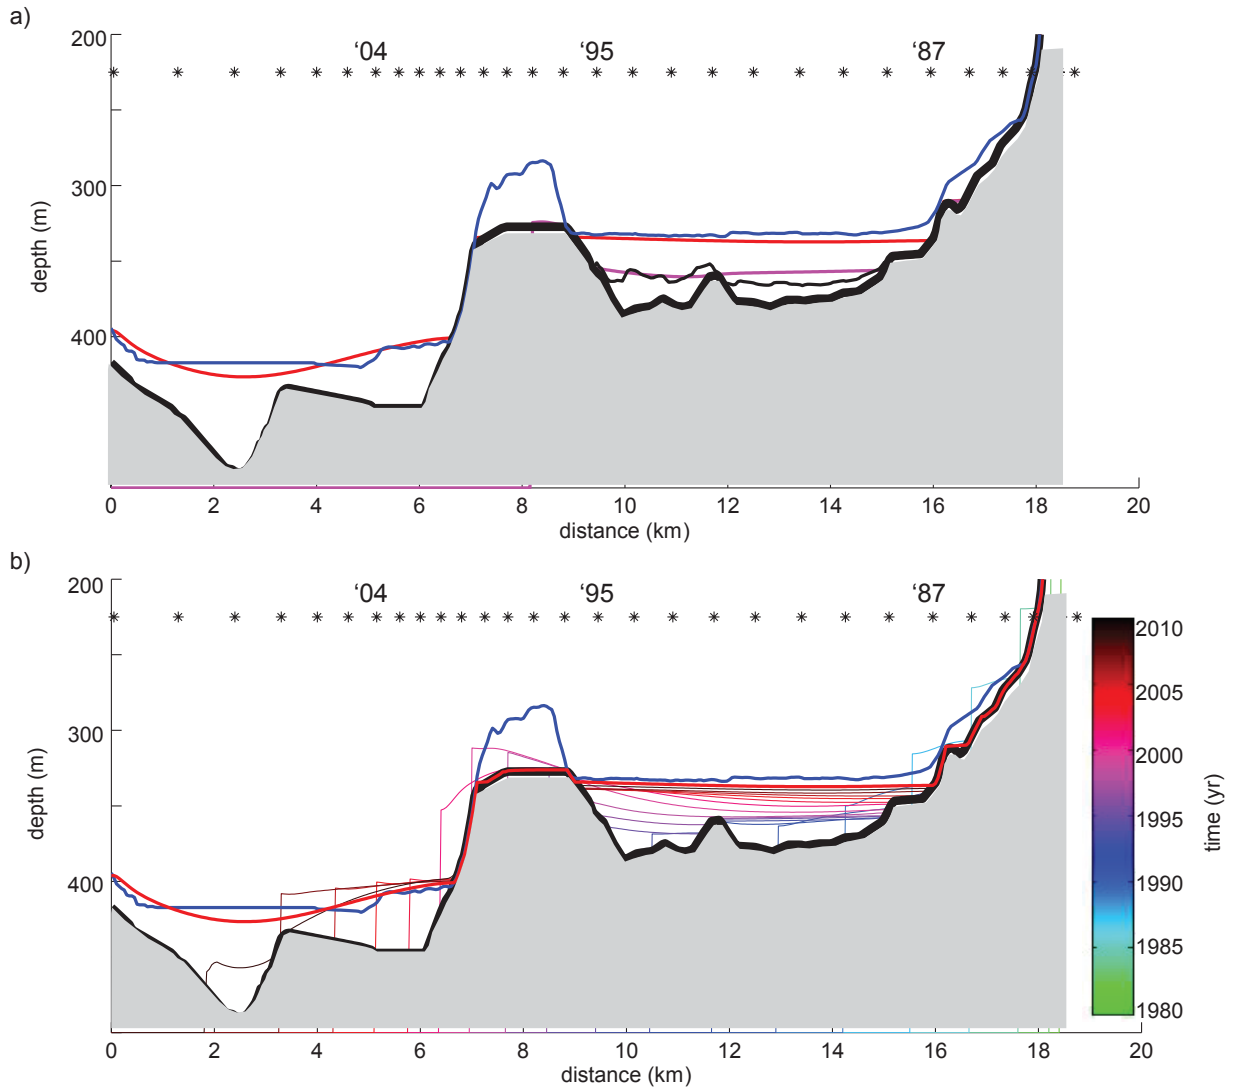 a)
200
300
400
depth (m)
‘04
‘95
‘87
0 2 4 6 8 10 12 14 16 18 20
distance (km)
b)
200
300
400
depth (m)
‘04
‘95
‘87
0 2 4 6 8 10 12 14 16 18 20
distance (km)
2010
2005
2000
1995
1990
1985
1980
time (yr)